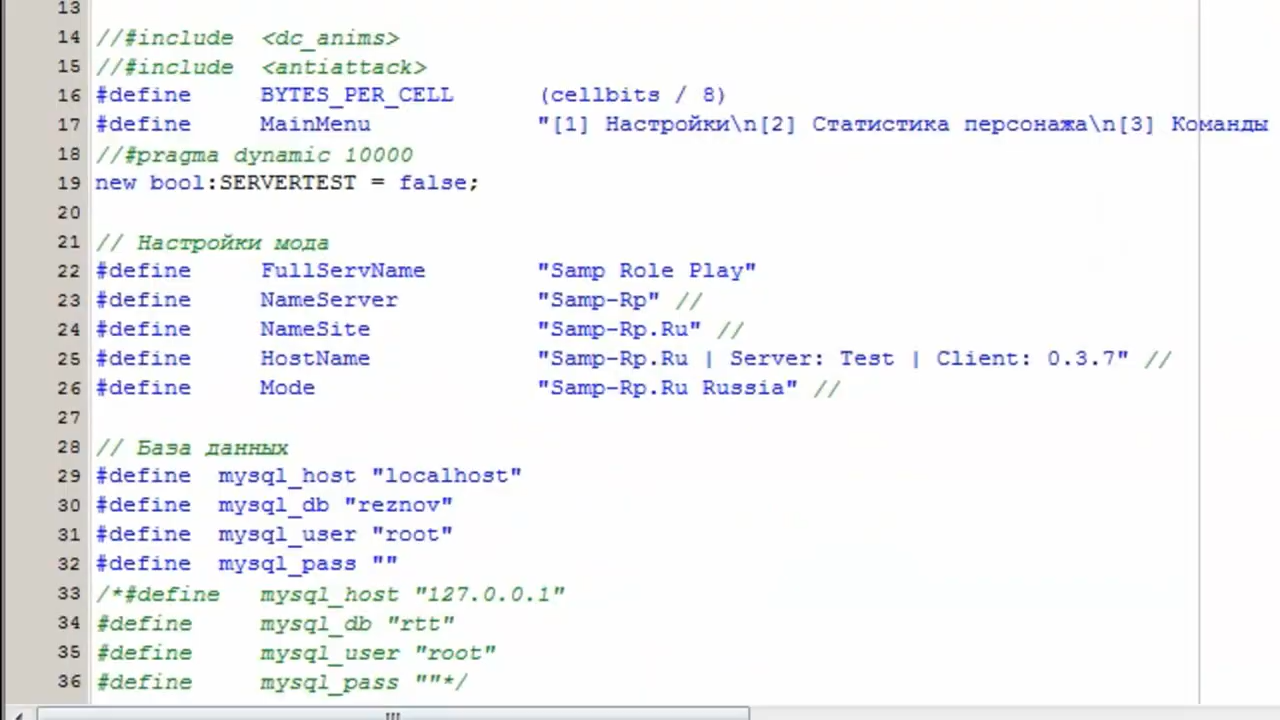 13
14 //#include <dc_anims>
15 //#include <antiattack>
16 #define BYTES_PER_CELL (cellbits / 8)
17 #define MainMenu "[1] Настройки\n[2] Статистика персонажа\n[3] Команды
18 //#pragma dynamic 10000
19 new bool:SERVERTEST = false;
20
21 // Настройки мода
22 #define FullServName "Samp Role Play"
23 #define NameServer "Samp-Rp" //
24 #define NameSite "Samp-Rp.Ru" //
25 #define HostName "Samp-Rp.Ru | Server: Test | Client: 0.3.7" //
26 #define Mode "Samp-Rp.Ru Russia" //
27
28 // База данных
29 #define mysql_host "localhost"
30 #define mysql_db "reznov"
31 #define mysql_user "root"
32 #define mysql_pass ""
33 /*#define mysql_host "127.0.0.1"
34 #define mysql_db "rtt"
35 #define mysql_user "root"
36 #define mysql_pass ""*/